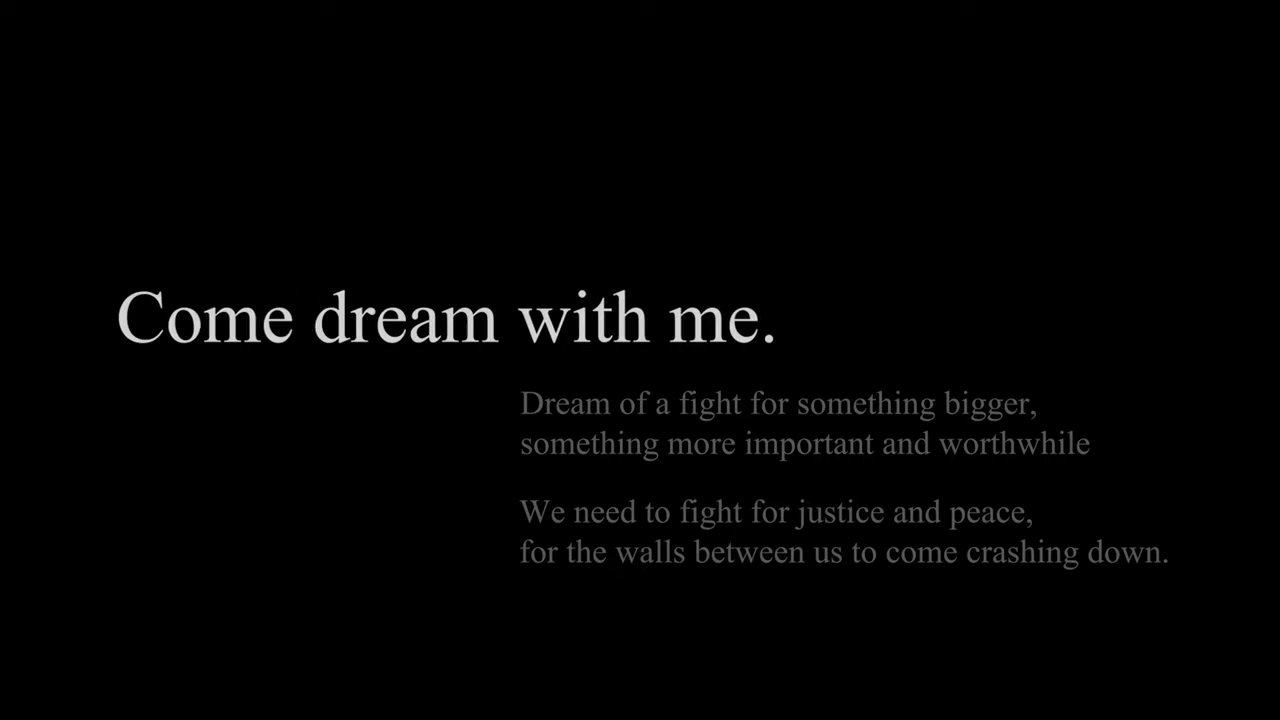 Come dream with me.
Dream of a fight for something bigger,
something more important and worthwhile
We need to fight for justice and peace,
for the walls between us to come crashing down.